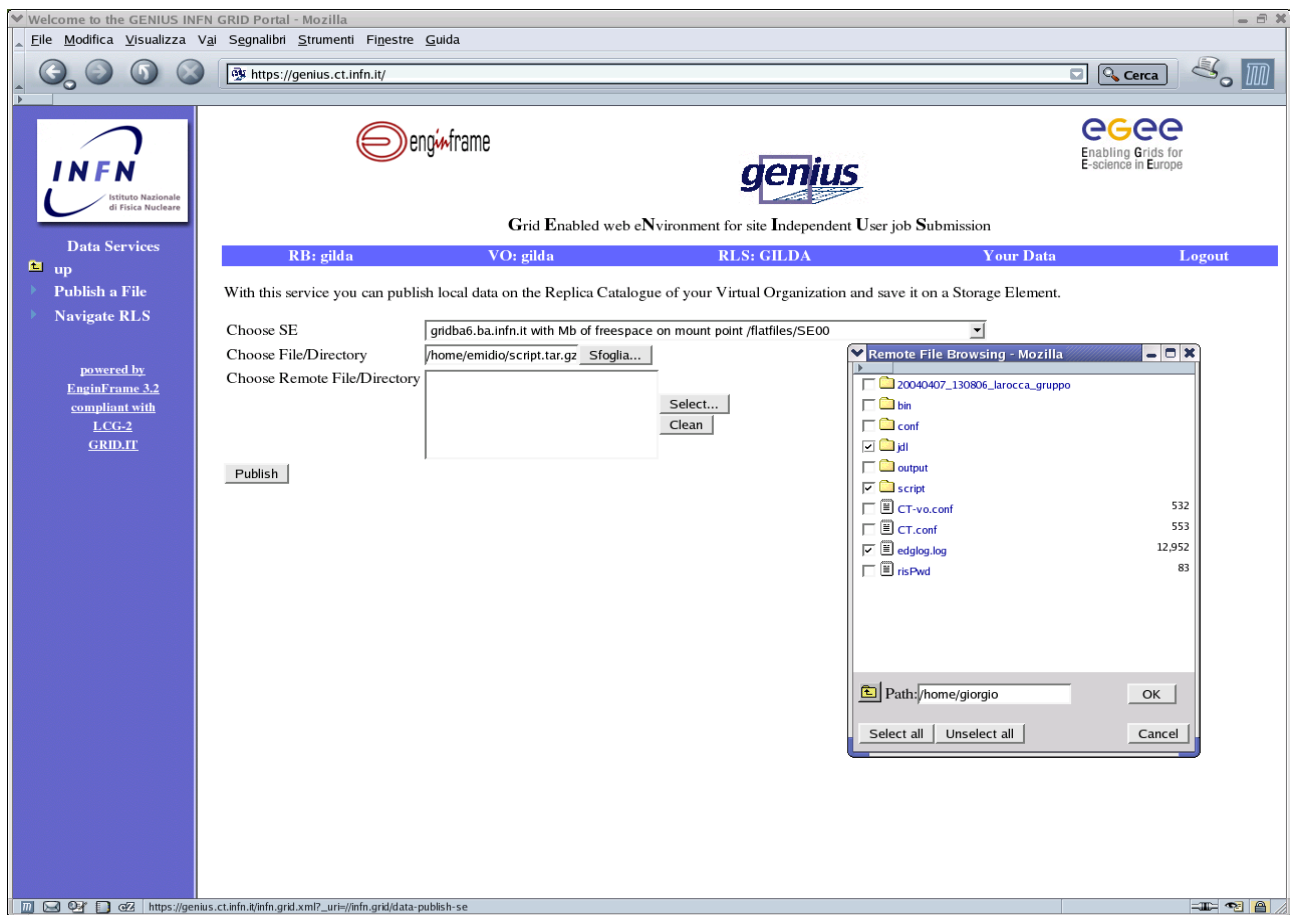 Welcome to the GENIUS INFN GRID Portal - Mozilla
File Modifica Visualizza Vai Segnalibri Strumenti Finestre Guida
https://genius.ct.infn.it/
Cerca
INFN
Istituto Nazionale
di Fisica Nucleare
enginframe
genius
egee
Enabling Grids for
E-science in Europe
Grid Enabled web eNvironment for site Independent User job Submission
Data Services
up
Publish a File
Navigate RLS
powered by
EnginFrame 3.2
compliant with
LCG-2
GRID.IT
RB: gilda VO: gilda RLS: GILDA Your Data Logout
With this service you can publish local data on the Replica Catalogue of your Virtual Organization and save it on a Storage Element.
Choose SE gridba6.ba.infn.it with Mb of freespace on mount point /flatfiles/SE00
Choose File/Directory /home/emidio/script.tar.gz Sfoglia...
Choose Remote File/Directory
Select...
Clean
Publish
Remote File Browsing - Mozilla
20040407_130806_larocca_gruppo
bin
conf
jdl
output
script
CT-vo.conf 532
CT.conf 553
edglog.log 12,952
risPwd 83
Path: /home/giorgio OK
Select all Unselect all Cancel
https://genius.ct.infn.it/infn.grid.xml?_uri=//infn.grid/data-publish-se